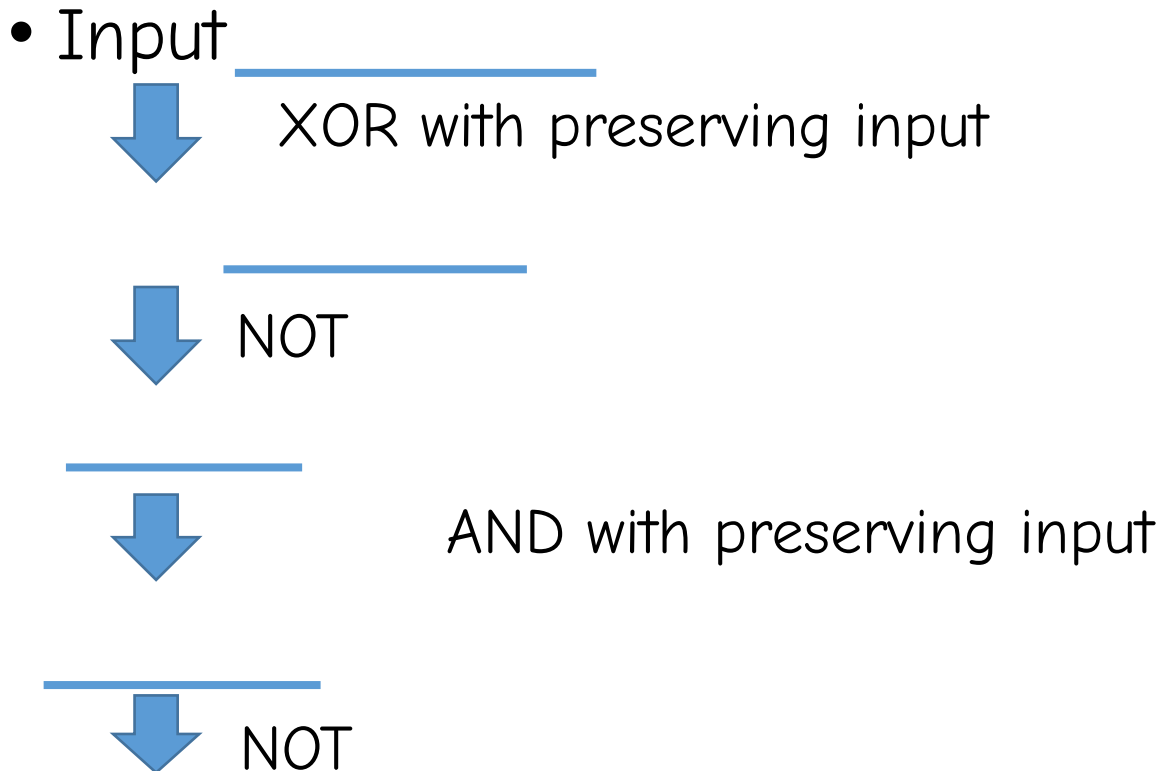 • Input
XOR with preserving input
NOT
AND with preserving input
NOT